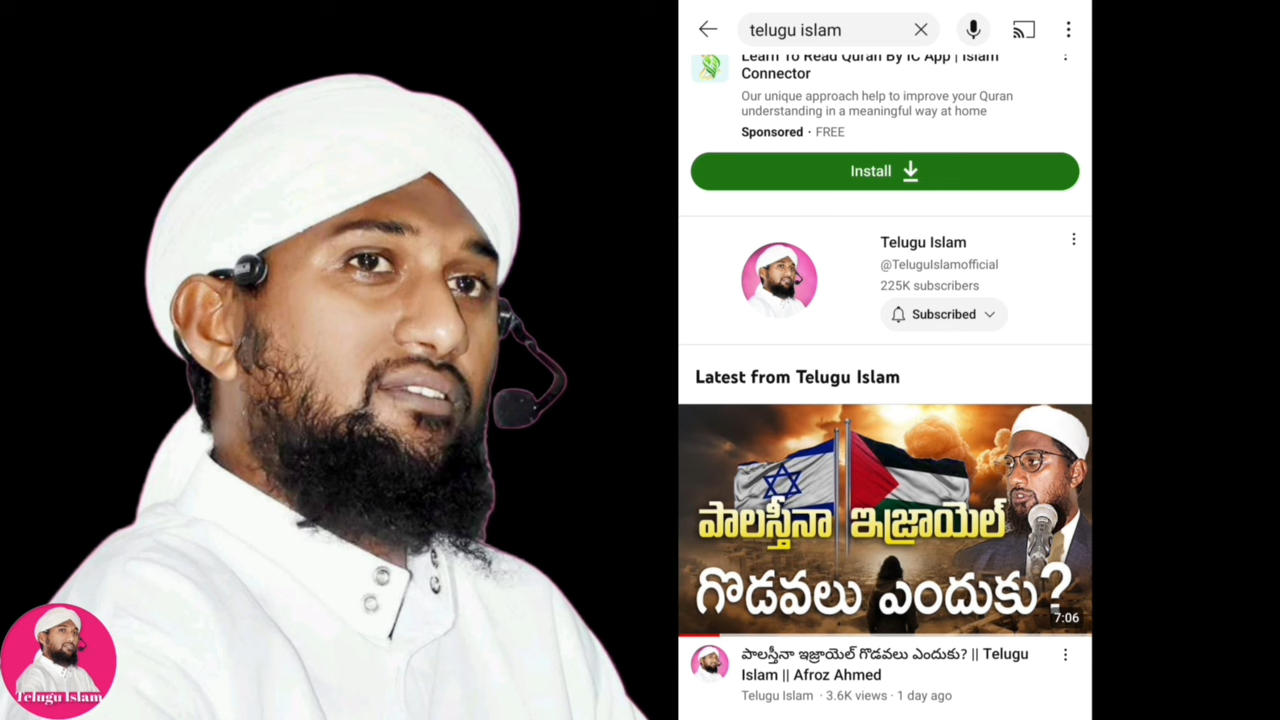 telugu islam
Learn To Read Quran By IC App | Islam
Connector
Our unique approach help to improve your Quran
understanding in a meaningful way at home
Sponsored · FREE
Install
Telugu Islam
@TeluguIslamofficial
225K subscribers
Subscribed
Latest from Telugu Islam
పాలస్తీనా ఇజ్రాయెల్
గొడవలు ఎందుకు?
7:06
పాలస్తీనా ఇజ్రాయెల్ గొడవలు ఎందుకు? || Telugu
Islam || Afroz Ahmed
Telugu Islam · 3.6K views · 1 day ago
Telugu Islam